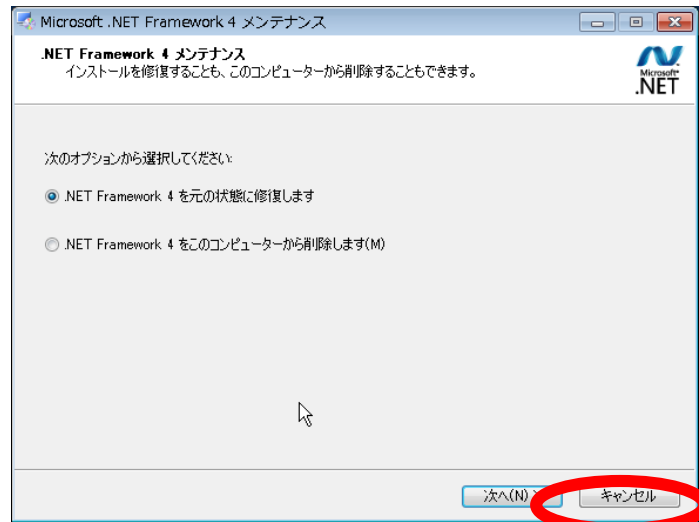 Microsoft .NET Framework 4 メンテナンス
.NET Framework 4 メンテナンス
インストールを修復することも、このコンピューターから削除することもできます。
Microsoft
.NET
次のオプションから選択してください:
.NET Framework 4 を元の状態に修復します
.NET Framework 4 をこのコンピューターから削除します(M)
次へ(N)
キャンセル